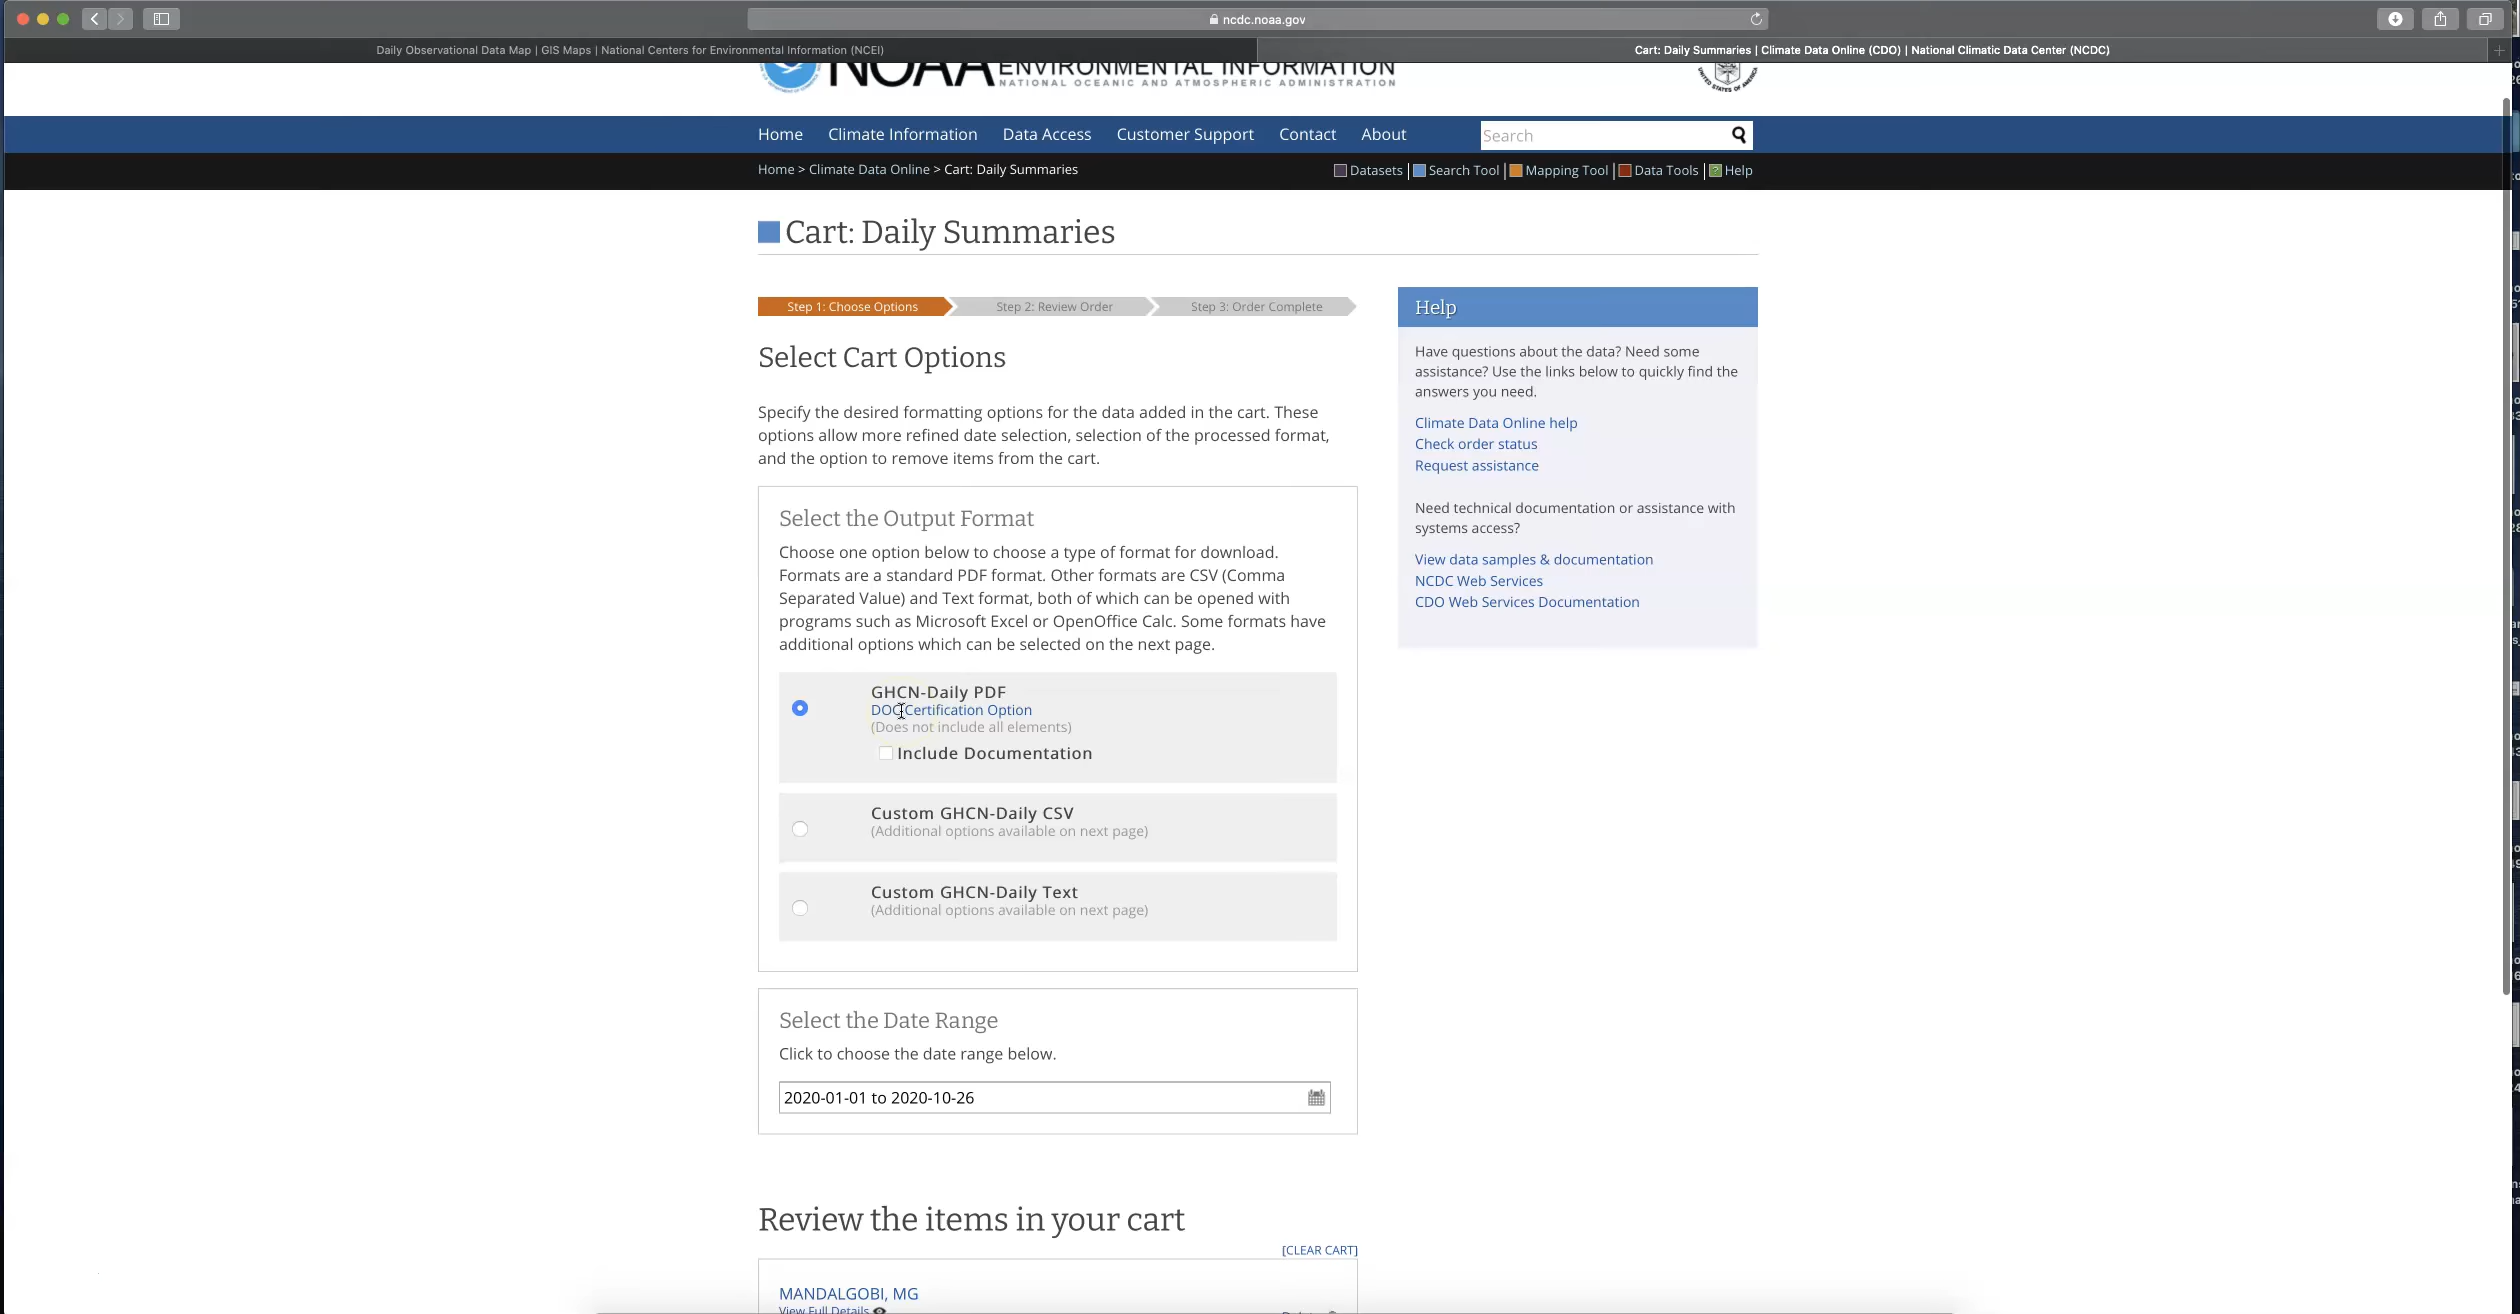 ncdc.noaa.gov
Daily Observational Data Map | GIS Maps | National Centers for Environmental Information (NCEI)
Cart: Daily Summaries | Climate Data Online (CDO) | National Climatic Data Center (NCDC)
NOAA ENVIRONMENTAL INFORMATION
NATIONAL OCEANIC AND ATMOSPHERIC ADMINISTRATION
Home Climate Information Data Access Customer Support Contact About
Search
Home > Climate Data Online > Cart: Daily Summaries
Datasets | Search Tool | Mapping Tool | Data Tools | Help
Cart: Daily Summaries
Step 1: Choose Options
Step 2: Review Order
Step 3: Order Complete
Select Cart Options
Specify the desired formatting options for the data added in the cart. These
options allow more refined date selection, selection of the processed format,
and the option to remove items from the cart.
Select the Output Format
Choose one option below to choose a type of format for download.
Formats are a standard PDF format. Other formats are CSV (Comma
Separated Value) and Text format, both of which can be opened with
programs such as Microsoft Excel or OpenOffice Calc. Some formats have
additional options which can be selected on the next page.
GHCN-Daily PDF
DOC Certification Option
(Does not include all elements)
Include Documentation
Custom GHCN-Daily CSV
(Additional options available on next page)
Custom GHCN-Daily Text
(Additional options available on next page)
Select the Date Range
Click to choose the date range below.
2020-01-01 to 2020-10-26
Review the items in your cart
[CLEAR CART]
MANDALGOBI, MG
View Full Details
Help
Have questions about the data? Need some
assistance? Use the links below to quickly find the
answers you need.
Climate Data Online help
Check order status
Request assistance
Need technical documentation or assistance with
systems access?
View data samples & documentation
NCDC Web Services
CDO Web Services Documentation